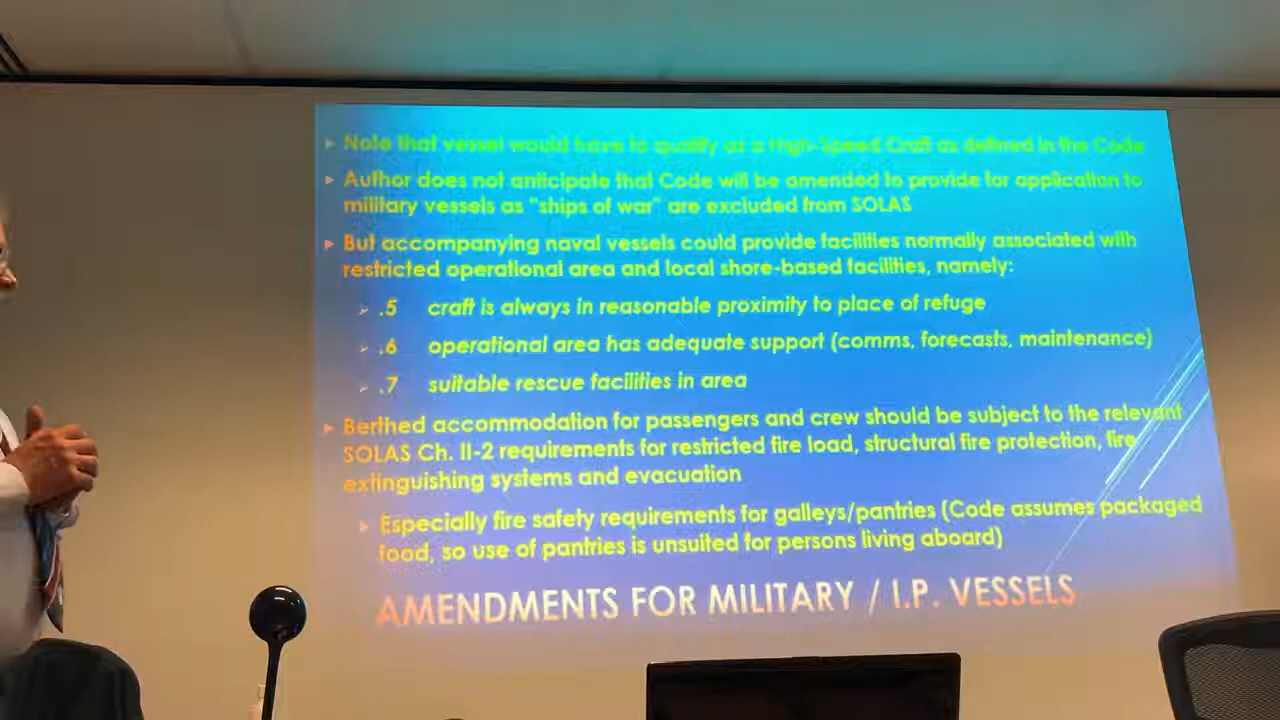 Note that vessel would have to qualify as a High-Speed Craft as defined in the Code
Author does not anticipate that Code will be amended to provide for application to
military vessels as "ships of war" are excluded from SOLAS
But accompanying naval vessels could provide facilities normally associated with
restricted operational area and local shore-based facilities, namely:
.5 craft is always in reasonable proximity to place of refuge
.6 operational area has adequate support (comms, forecasts, maintenance)
.7 suitable rescue facilities in area
Berthed accommodation for passengers and crew should be subject to the relevant
SOLAS Ch. II-2 requirements for restricted fire load, structural fire protection, fire
extinguishing systems and evacuation
Especially fire safety requirements for galleys/pantries (Code assumes packaged
food, so use of pantries is unsuited for persons living aboard)
AMENDMENTS FOR MILITARY / I.P. VESSELS